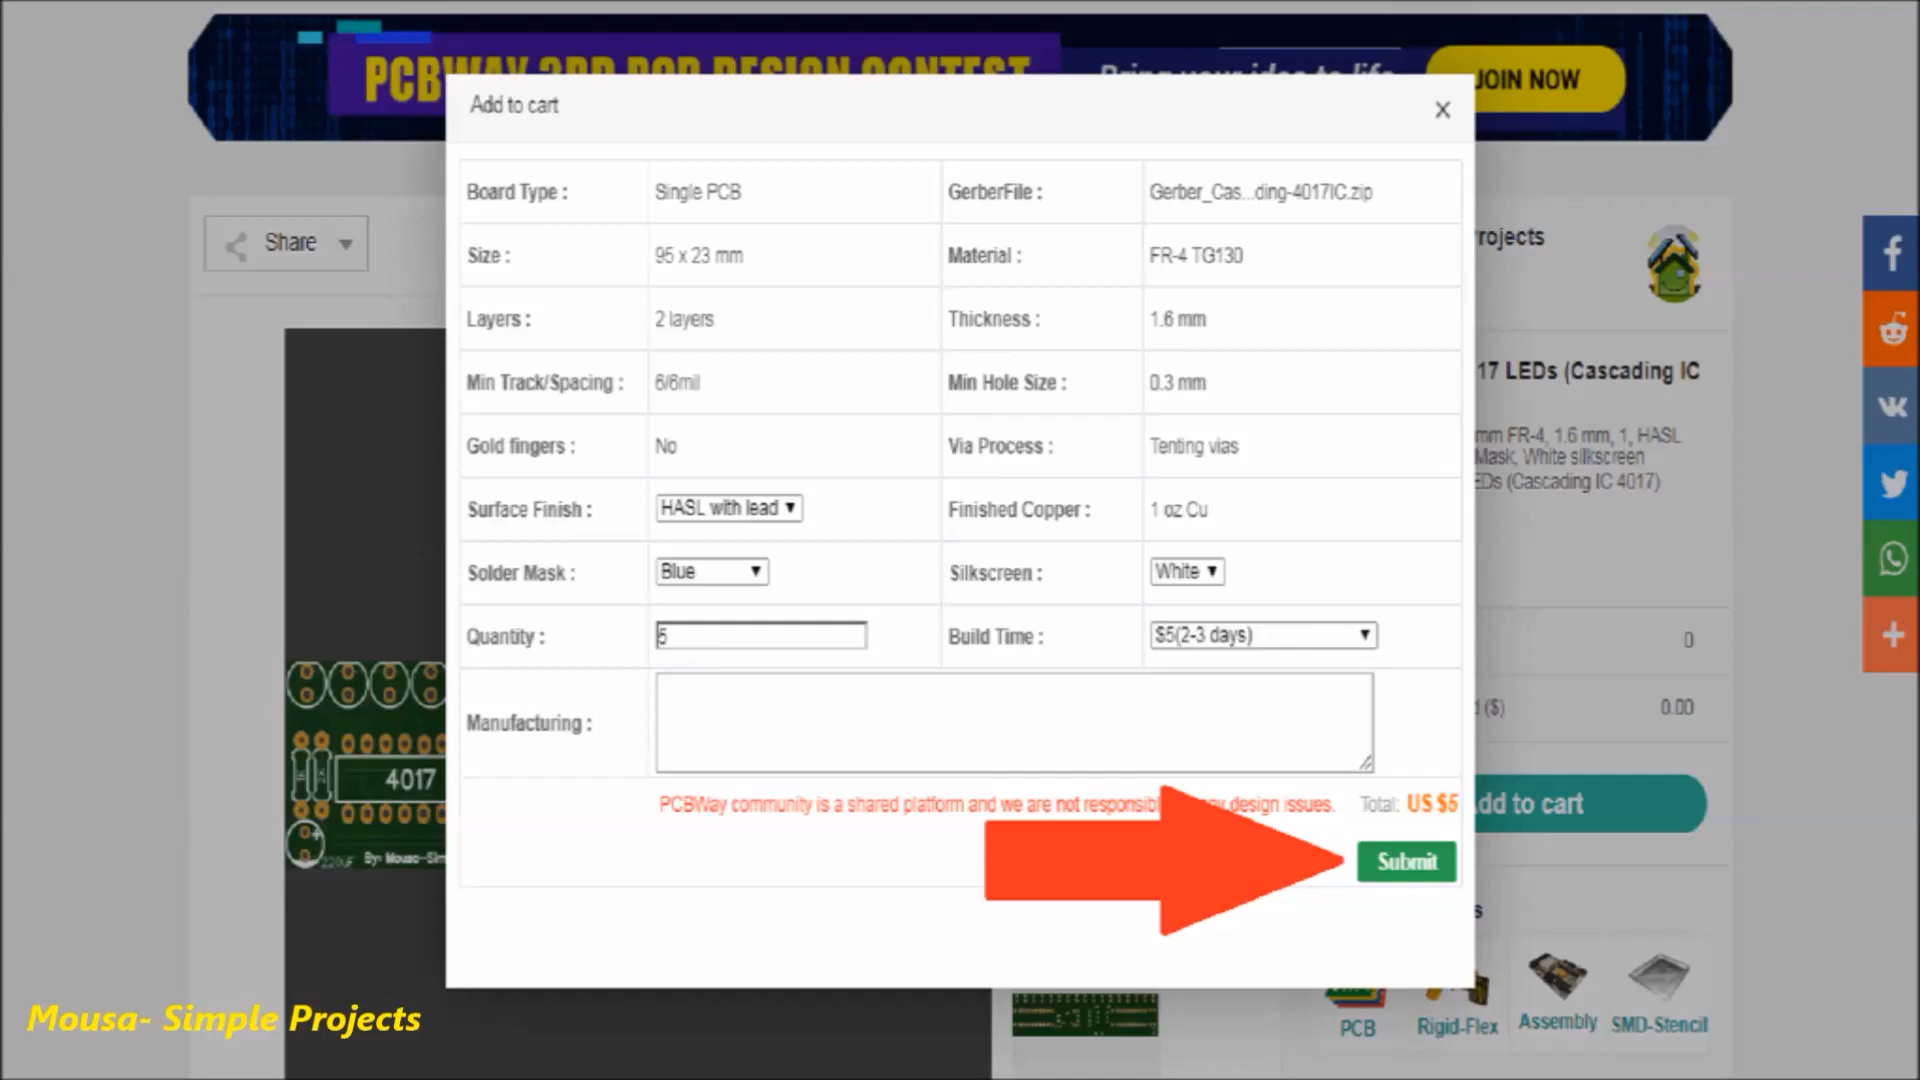 JOIN NOW
Add to cart
X
Share
Board Type : Single PCB GerberFile : Gerber_Cas...ding-4017IC.zip
Size : 95 x 23 mm Material : FR-4 TG130
Layers : 2 layers Thickness : 1.6 mm
Min Track/Spacing : 6/6mil Min Hole Size : 0.3 mm
Gold fingers : No Via Process : Tenting vias
Surface Finish : HASL with lead Finished Copper : 1 oz Cu
Solder Mask : Blue Silkscreen : White
Quantity : 5 Build Time : $5(2-3 days)
Manufacturing :
PCBWay community is a shared platform and we are not design issues. Total: US $5
Submit
rojects
17 LEDs (Cascading IC
mm FR-4, 1.6 mm, 1, HASL
Mask, White silkscreen
EDs (Cascading IC 4017)
0
($) 0.00
dd to cart
s
PCB Rigid-Flex Assembly SMD-Stencil
4017
220uF By: Mousa-Sim
Mousa- Simple Projects